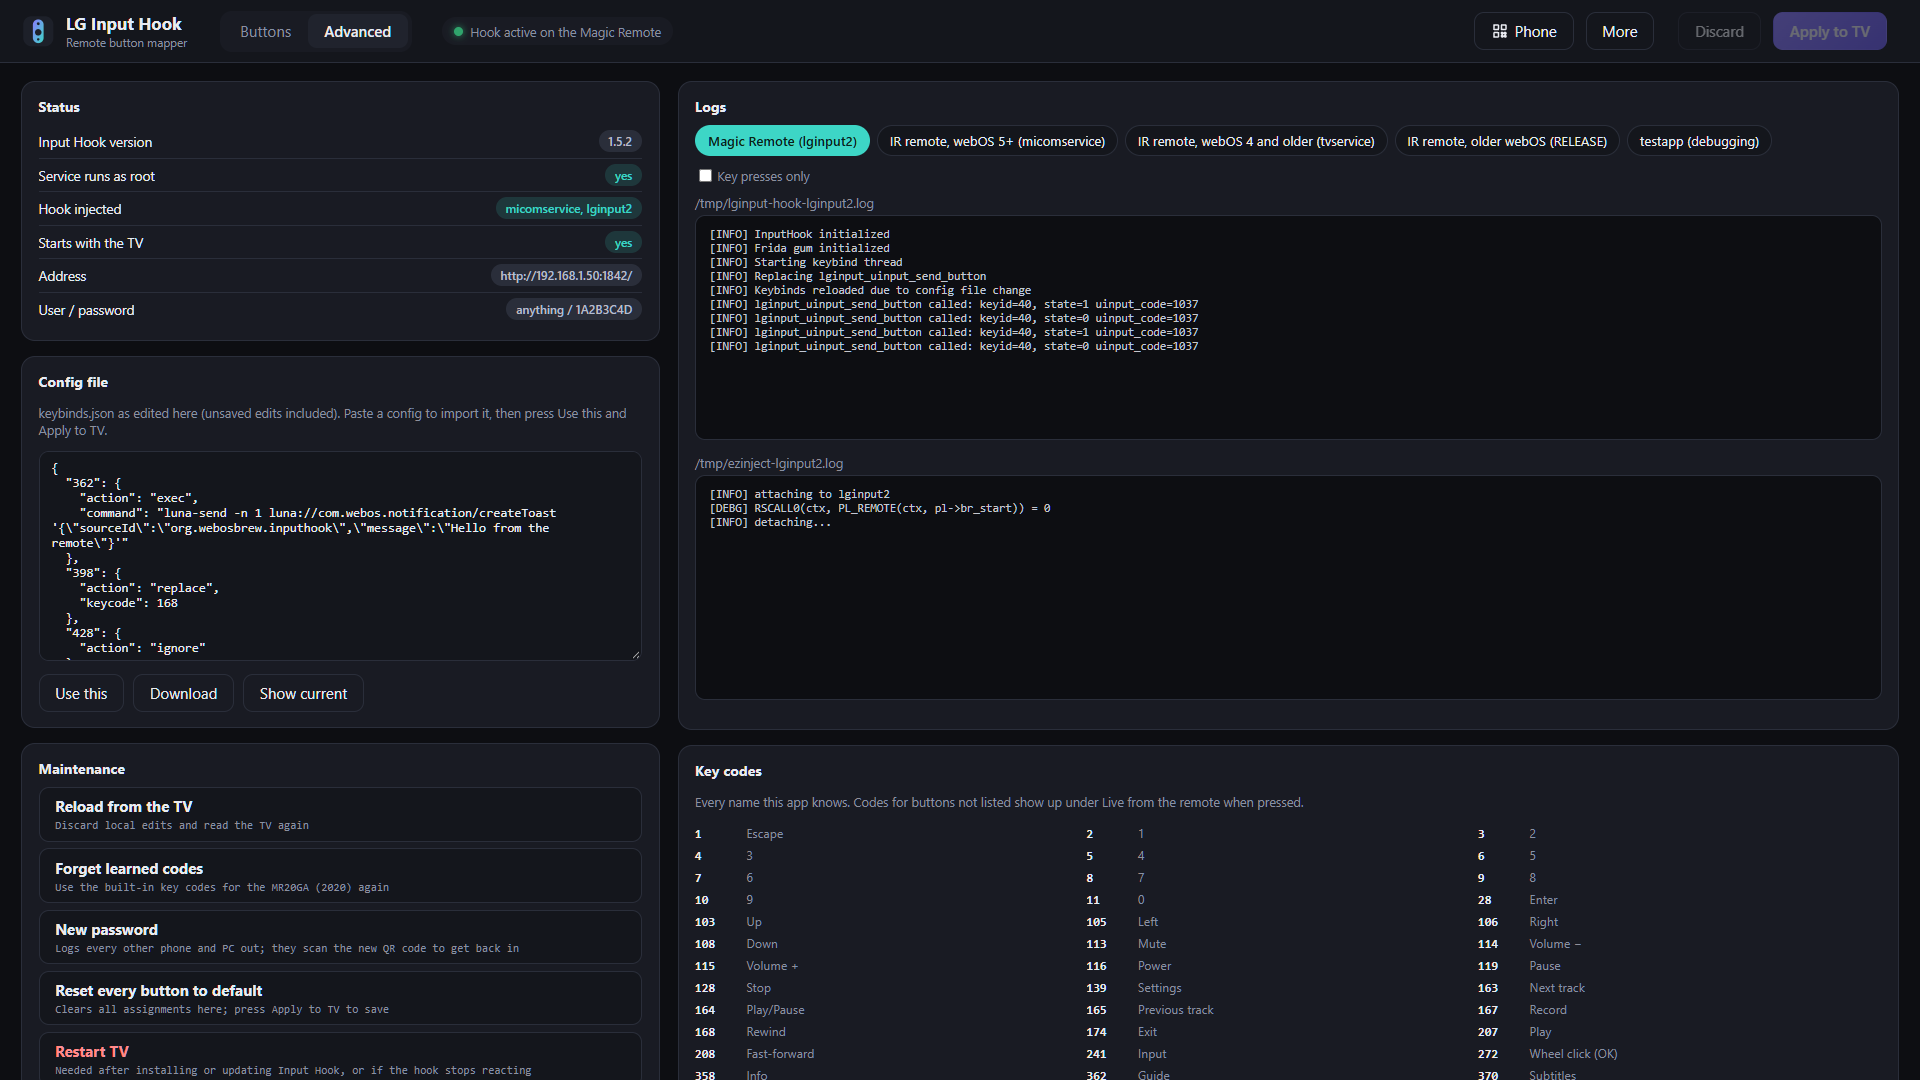 LG Input Hook
Remote button mapper
Buttons
Advanced
Hook active on the Magic Remote
Phone
More
Discard
Apply to TV
Status
Input Hook version
1.5.2
Service runs as root
yes
Hook injected
micomservice, lginput2
Starts with the TV
yes
Address
http://192.168.1.50:1842/
User / password
anything / 1A2B3C4D
Config file
keybinds.json as edited here (unsaved edits included). Paste a config to import it, then press Use this and
Apply to TV.
{
"362": {
"action": "exec",
"command": "luna-send -n 1 luna://com.webos.notification/createToast
'{\"sourceId\":\"org.webosbrew.inputhook\",\"message\":\"Hello from the
remote\"}'"
},
"398": {
"action": "replace",
"keycode": 168
},
"428": {
"action": "ignore"
Use this
Download
Show current
Maintenance
Reload from the TV
Discard local edits and read the TV again
Forget learned codes
Use the built-in key codes for the MR20GA (2020) again
New password
Logs every other phone and PC out; they scan the new QR code to get back in
Reset every button to default
Clears all assignments here; press Apply to TV to save
Restart TV
Needed after installing or updating Input Hook, or if the hook stops reacting
Logs
Magic Remote (lginput2)
IR remote, webOS 5+ (micomservice)
IR remote, webOS 4 and older (tvservice)
IR remote, older webOS (RELEASE)
testapp (debugging)
Key presses only
/tmp/lginput-hook-lginput2.log
[INFO] InputHook initialized
[INFO] Frida gum initialized
[INFO] Starting keybind thread
[INFO] Replacing lginput_uinput_send_button
[INFO] Keybinds reloaded due to config file change
[INFO] lginput_uinput_send_button called: keyid=40, state=1 uinput_code=1037
[INFO] lginput_uinput_send_button called: keyid=40, state=0 uinput_code=1037
[INFO] lginput_uinput_send_button called: keyid=40, state=1 uinput_code=1037
[INFO] lginput_uinput_send_button called: keyid=40, state=0 uinput_code=1037
/tmp/ezinject-lginput2.log
[INFO] attaching to lginput2
[DEBG] RSCALL0(ctx, PL_REMOTE(ctx, pl->br_start)) = 0
[INFO] detaching...
Key codes
Every name this app knows. Codes for buttons not listed show up under Live from the remote when pressed.
1 Escape 2 1 3 2
4 3 5 4 6 5
7 6 8 7 9 8
10 9 11 0 28 Enter
103 Up 105 Left 106 Right
108 Down 113 Mute 114 Volume −
115 Volume + 116 Power 119 Pause
128 Stop 139 Settings 163 Next track
164 Play/Pause 165 Previous track 167 Record
168 Rewind 174 Exit 207 Play
208 Fast-forward 241 Input 272 Wheel click (OK)
358 Info 362 Guide 370 Subtitles